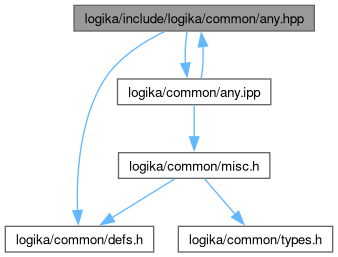 logika/include/logika/common/any.hpp
logika/common/any.ipp
logika/common/misc.h
logika/common/defs.h
logika/common/types.h